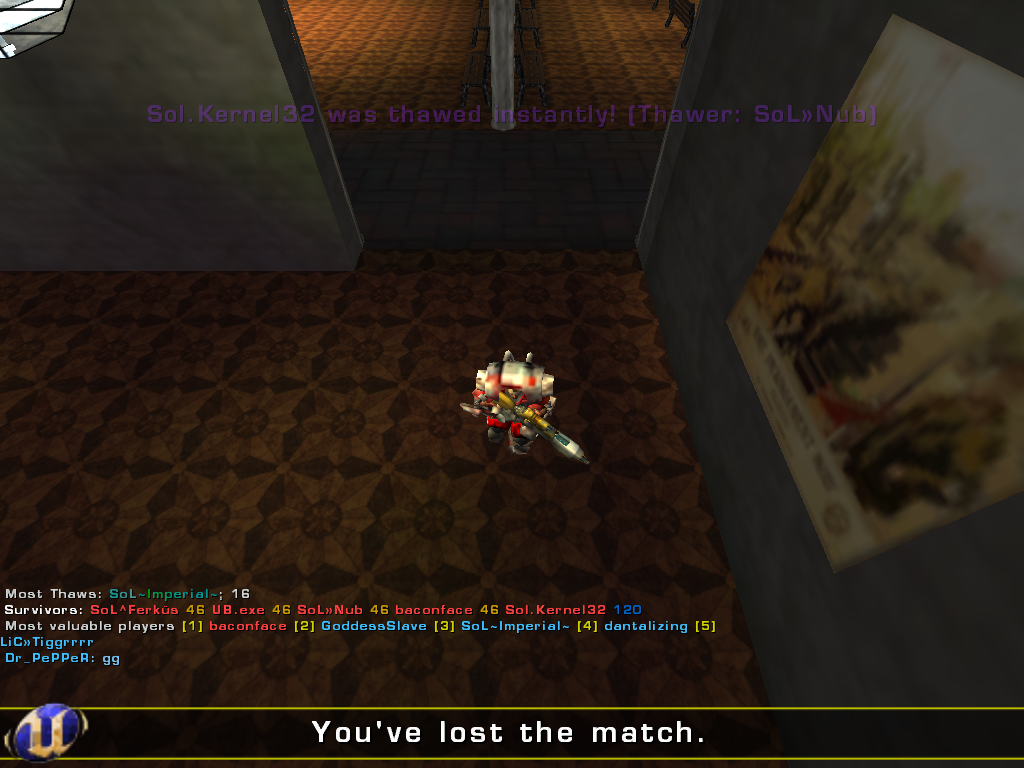 Sol.Kernel32 was thawed instantly! [Thawer: SoL»Nub]
Most Thaws: SoL~Imperial~; 16
Survivors: SoL^Ferkûs 46 UB.exe 46 SoL»Nub 46 baconface 46 Sol.Kernel32 120
Most valuable players [1] baconface [2] GoddessSlave [3] SoL~Imperial~ [4] dantalizing [5]
LiC»Tiggrrrr
Dr_PePPeR: gg
You've lost the match.